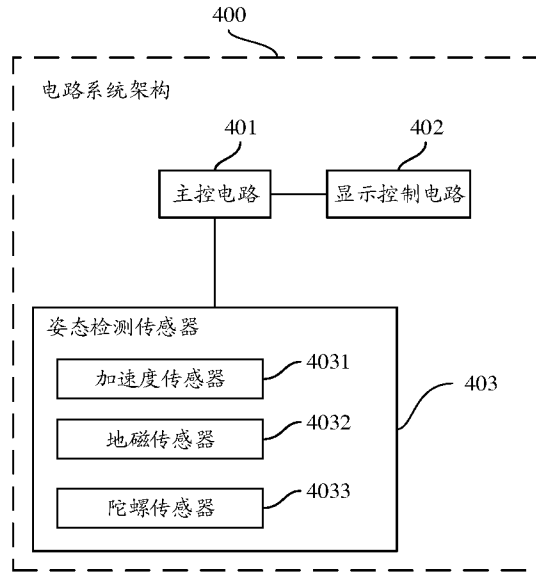 400
电路系统架构
401
402
主控电路
显示控制电路
姿态检测传感器
加速度传感器
4031
403
地磁传感器
4032
陀螺传感器
4033